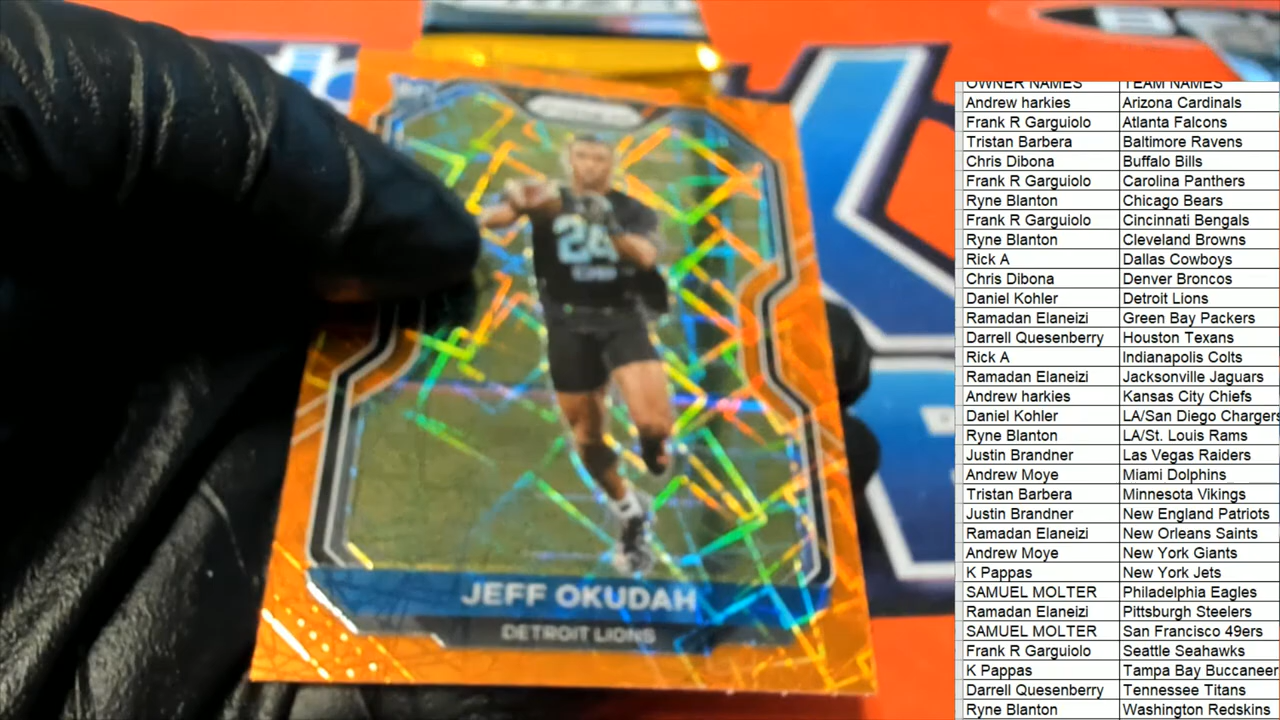 24
JEFF OKUDAH
DETROIT LIONS
OWNER NAMES TEAM NAMES
Andrew harkies Arizona Cardinals
Frank R Garguiolo Atlanta Falcons
Tristan Barbera Baltimore Ravens
Chris Dibona Buffalo Bills
Frank R Garguiolo Carolina Panthers
Ryne Blanton Chicago Bears
Frank R Garguiolo Cincinnati Bengals
Ryne Blanton Cleveland Browns
Rick A Dallas Cowboys
Chris Dibona Denver Broncos
Daniel Kohler Detroit Lions
Ramadan Elaneizi Green Bay Packers
Darrell Quesenberry Houston Texans
Rick A Indianapolis Colts
Ramadan Elaneizi Jacksonville Jaguars
Andrew harkies Kansas City Chiefs
Daniel Kohler LA/San Diego Chargers
Ryne Blanton LA/St. Louis Rams
Justin Brandner Las Vegas Raiders
Andrew Moye Miami Dolphins
Tristan Barbera Minnesota Vikings
Justin Brandner New England Patriots
Ramadan Elaneizi New Orleans Saints
Andrew Moye New York Giants
K Pappas New York Jets
SAMUEL MOLTER Philadelphia Eagles
Ramadan Elaneizi Pittsburgh Steelers
SAMUEL MOLTER San Francisco 49ers
Frank R Garguiolo Seattle Seahawks
K Pappas Tampa Bay Buccaneer
Darrell Quesenberry Tennessee Titans
Ryne Blanton Washington Redskins